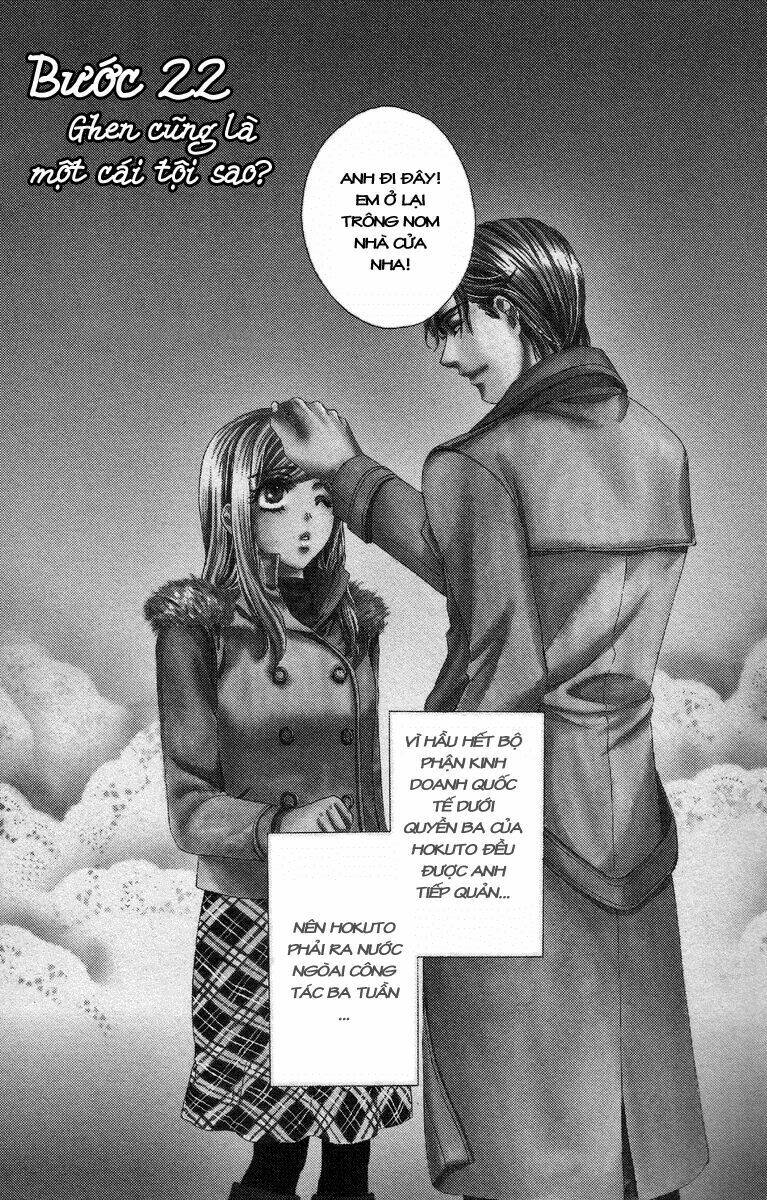 Bước 22
Ghen cũng là
một cái tội sao?
ANH ĐI ĐÂY!
EM Ở LẠI
TRÔNG NOM
NHÀ CỬA
NHA!
VÌ HẦU HẾT BỘ
PHẬN KINH
DOANH QUỐC
TẾ DƯỚI
QUYỀN BA CỦA
HOKUTO ĐỀU
ĐƯỢC ANH
TIẾP QUẢN...
NÊN HOKUTO
PHẢI RA NƯỚC
NGOÀI CÔNG
TÁC BA TUẦN
...